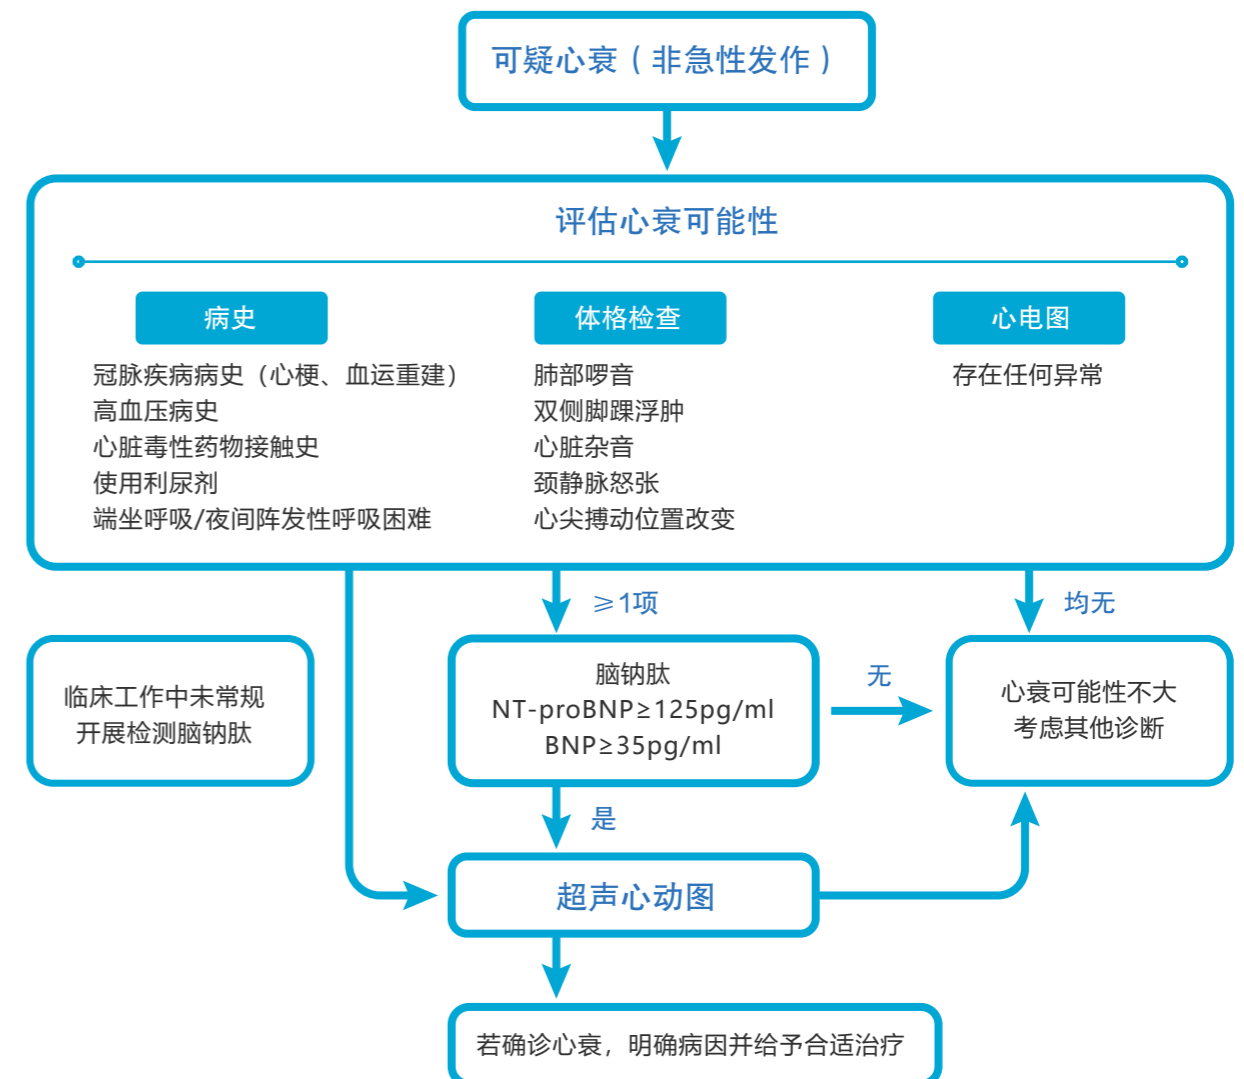 可疑心衰（非急性发作）
评估心衰可能性
病史
冠脉疾病病史（心梗、血运重建）
高血压病史
心脏毒性药物接触史
使用利尿剂
端坐呼吸/夜间阵发性呼吸困难
体格检查
肺部啰音
双侧脚踝浮肿
心脏杂音
颈静脉怒张
心尖搏动位置改变
心电图
存在任何异常
≥1项
均无
临床工作中未常规
开展检测脑钠肽
脑钠肽
NT-proBNP≥125pg/ml
BNP≥35pg/ml
无
心衰可能性不大
考虑其他诊断
是
超声心动图
若确诊心衰，明确病因并给予合适治疗